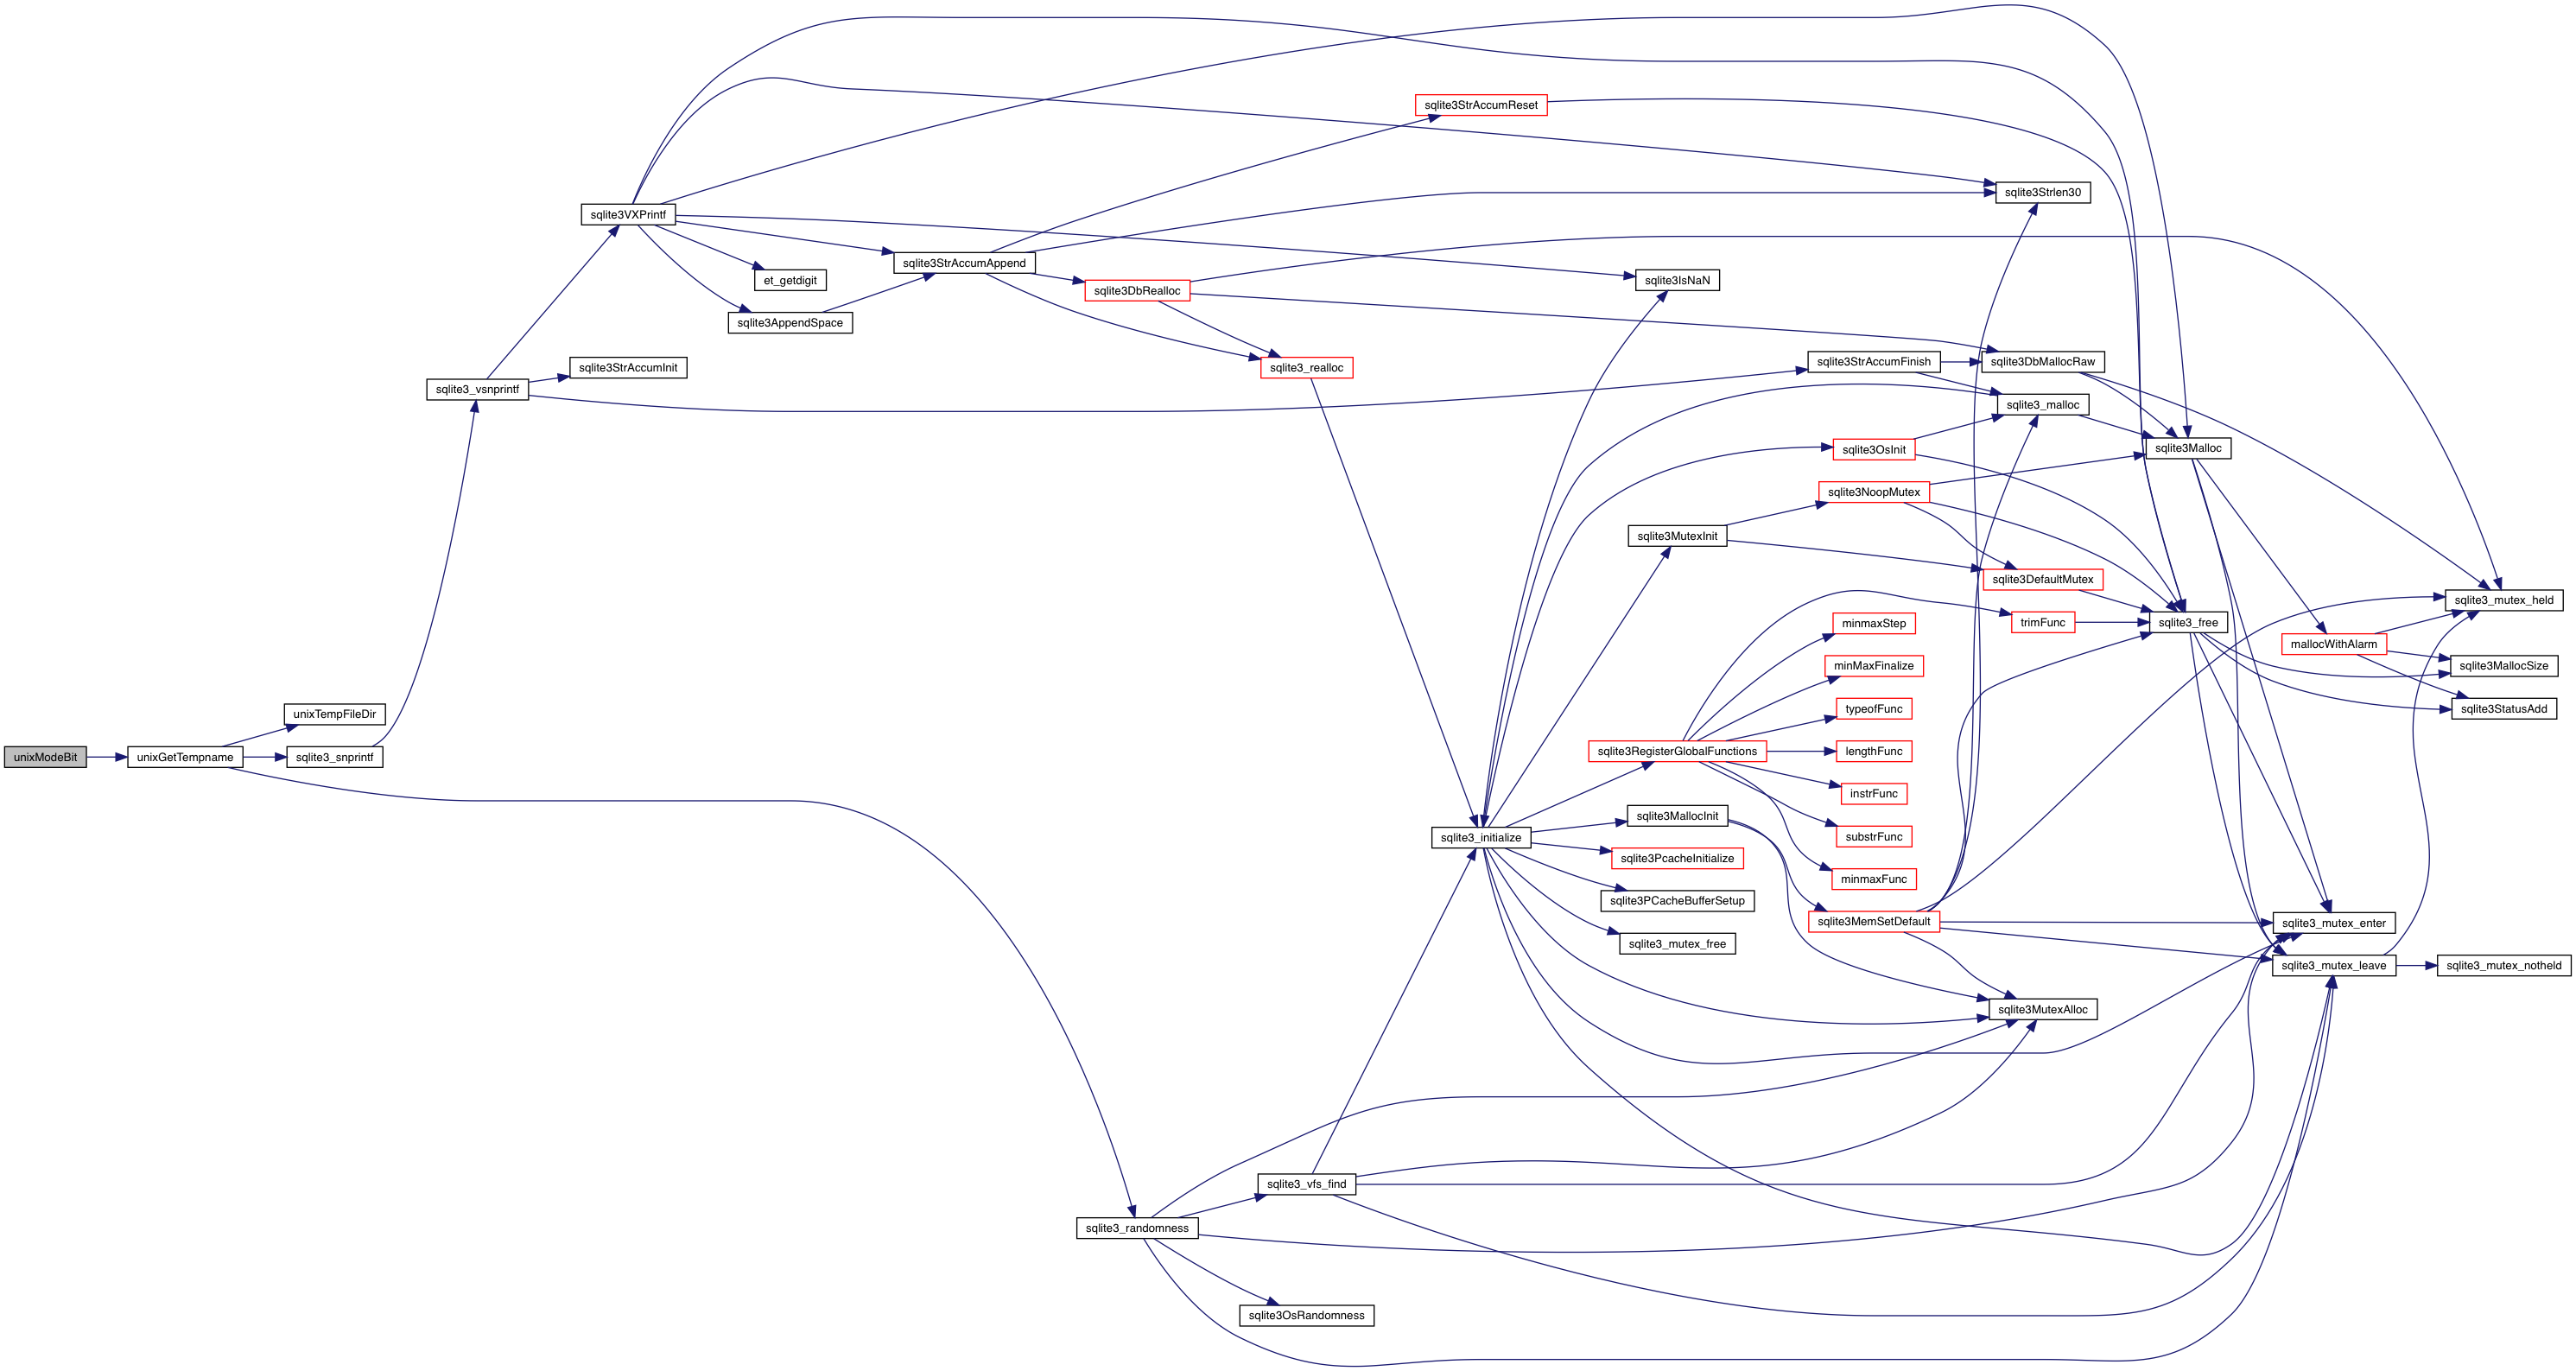 sqlite3StrAccumReset
sqlite3Strlen30
sqlite3VXPrintf
sqlite3StrAccumAppend
et_getdigit
sqlite3IsNaN
sqlite3DbRealloc
sqlite3AppendSpace
sqlite3StrAccumFinish
sqlite3DbMallocRaw
sqlite3StrAccumInit
sqlite3_realloc
sqlite3_vsnprintf
sqlite3_malloc
sqlite3OsInit
sqlite3Malloc
sqlite3NoopMutex
sqlite3MutexInit
sqlite3DefaultMutex
sqlite3_mutex_held
minmaxStep
trimFunc
sqlite3_free
mallocWithAlarm
minMaxFinalize
sqlite3MallocSize
unixTempFileDir
typeofFunc
sqlite3StatusAdd
unixModeBit
unixGetTempname
sqlite3_snprintf
sqlite3RegisterGlobalFunctions
lengthFunc
instrFunc
sqlite3MallocInit
sqlite3_initialize
substrFunc
sqlite3PcacheInitialize
minmaxFunc
sqlite3PCacheBufferSetup
sqlite3MemSetDefault
sqlite3_mutex_enter
sqlite3_mutex_free
sqlite3_mutex_leave
sqlite3_mutex_notheld
sqlite3MutexAlloc
sqlite3_vfs_find
sqlite3_randomness
sqlite3OsRandomness